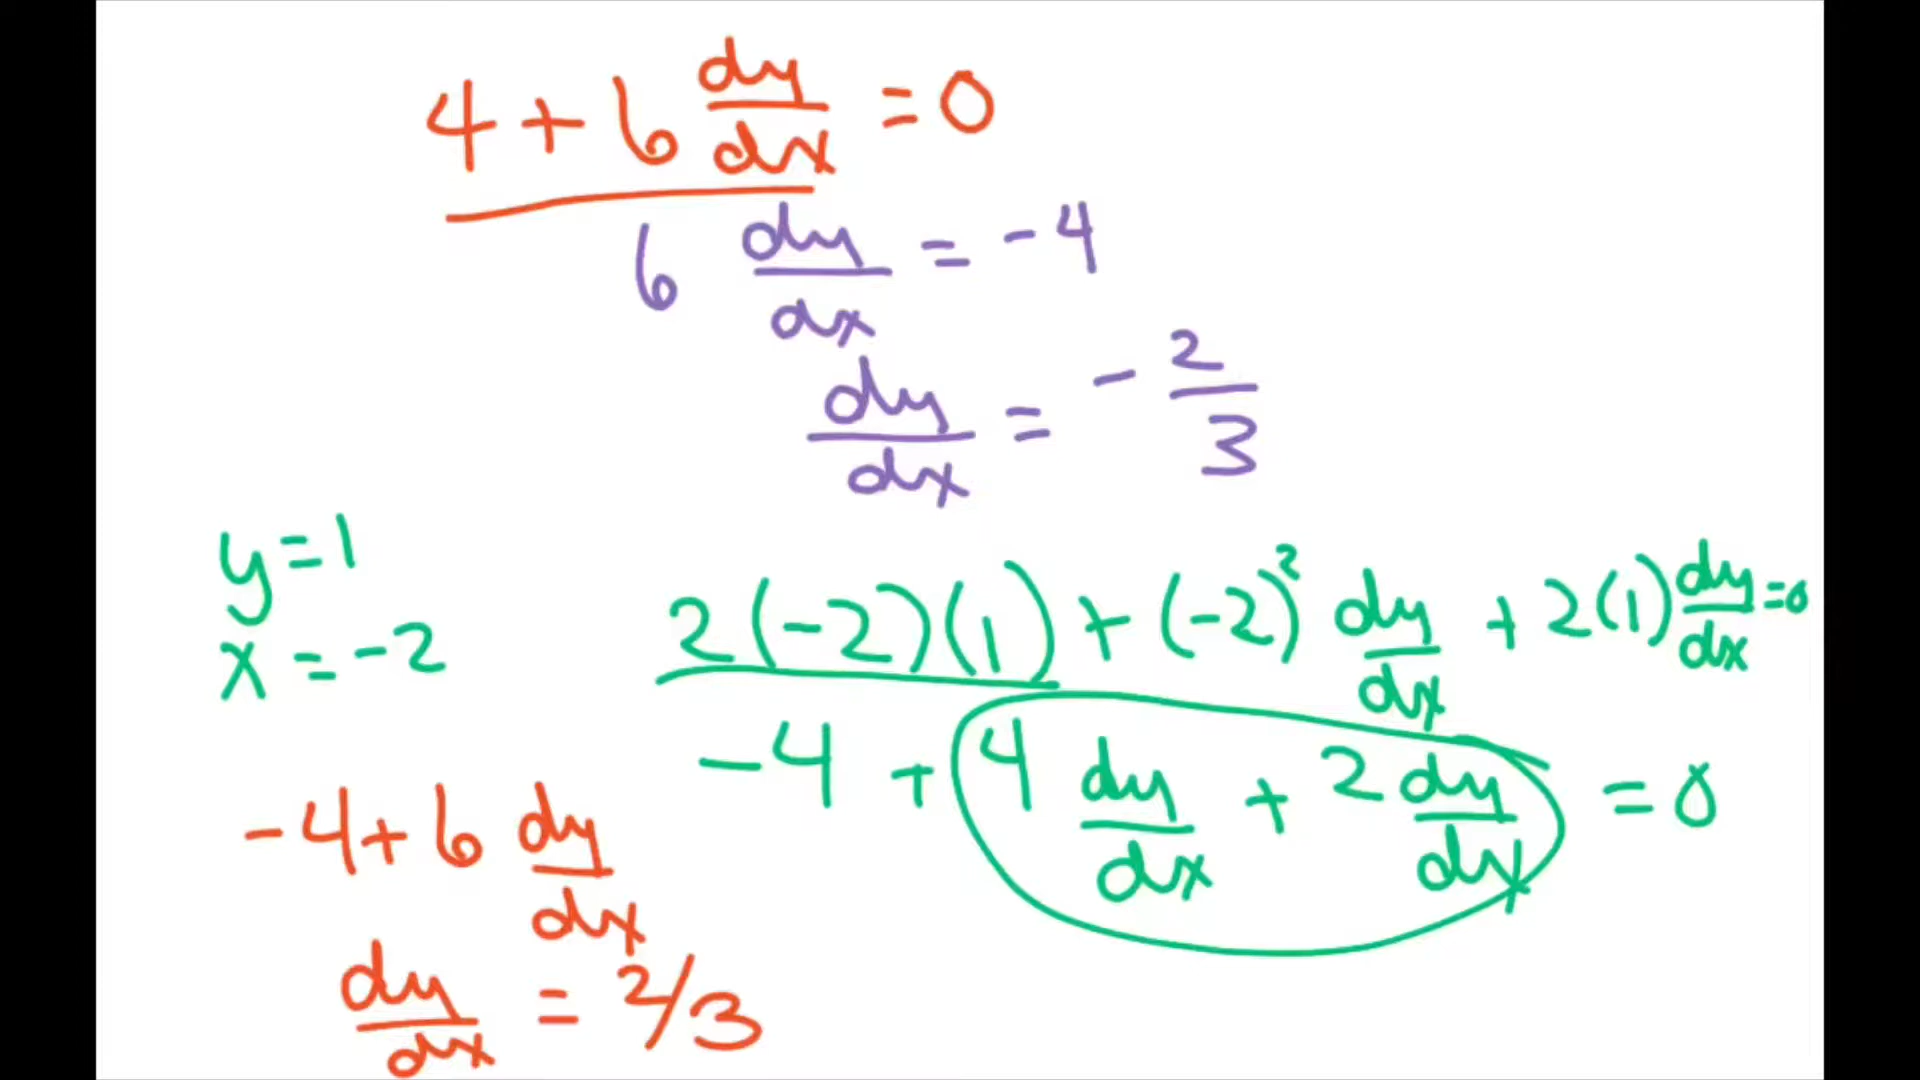 4 + 6 dy/dx = 0
6 dy/dx = -4
dy/dx = - 2/3
y = 1
x = -2
2(-2)(1) + (-2)² dy/dx + 2(1) dy/dx = 0
-4 + 4 dy/dx + 2 dy/dy = 0
-4 + 6 dy/dx
dy/dx = 2/3